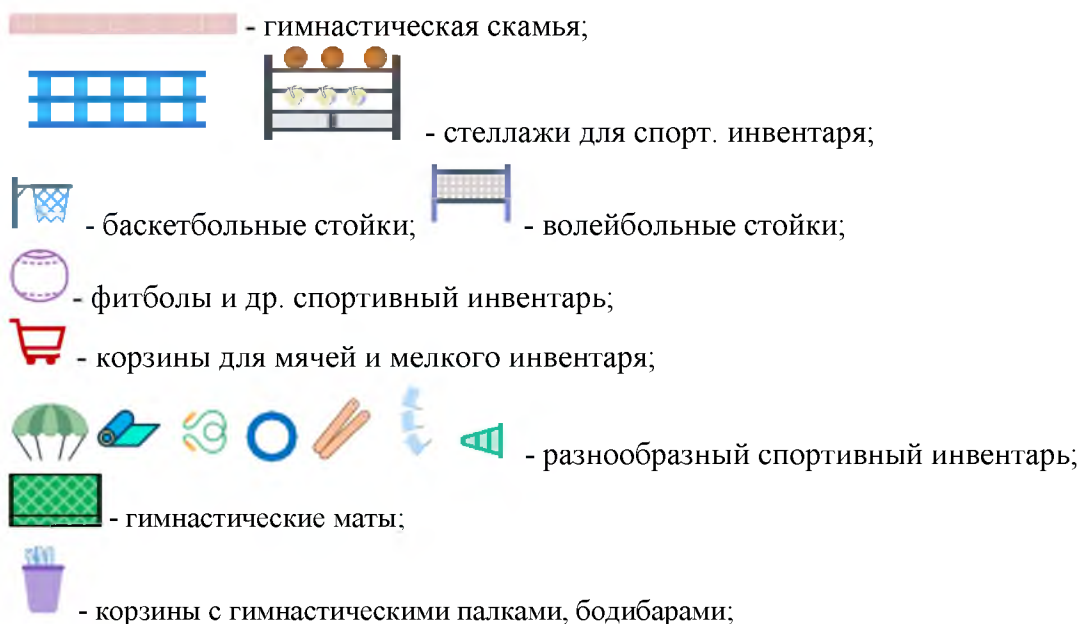 - гимнастическая скамья;
- стеллажи для спорт. инвентаря;
- баскетбольные стойки; - волейбольные стойки;
- фитболы и др. спортивный инвентарь;
- корзины для мячей и мелкого инвентаря;
- разнообразный спортивный инвентарь;
- гимнастические маты;
- корзины с гимнастическими палками, бодибарами;